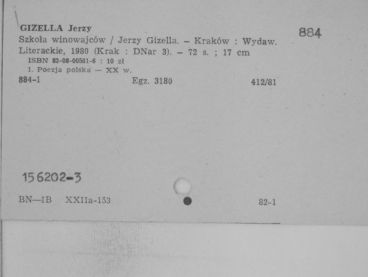 GIZELLA Jerzy
884
Szkoła winowajców / Jerzy Gizella. — Kraków : Wydaw.
Literackie, 1980 (Krak : DNar 3). — 72 s. ; 17 cm
ISBN 83-08-00561-6 : 10 zł
1. Poezja polska — XX w.
884-1 Egz. 3180 412/81
156202-3
BN—IB XXIIa-153 82-1